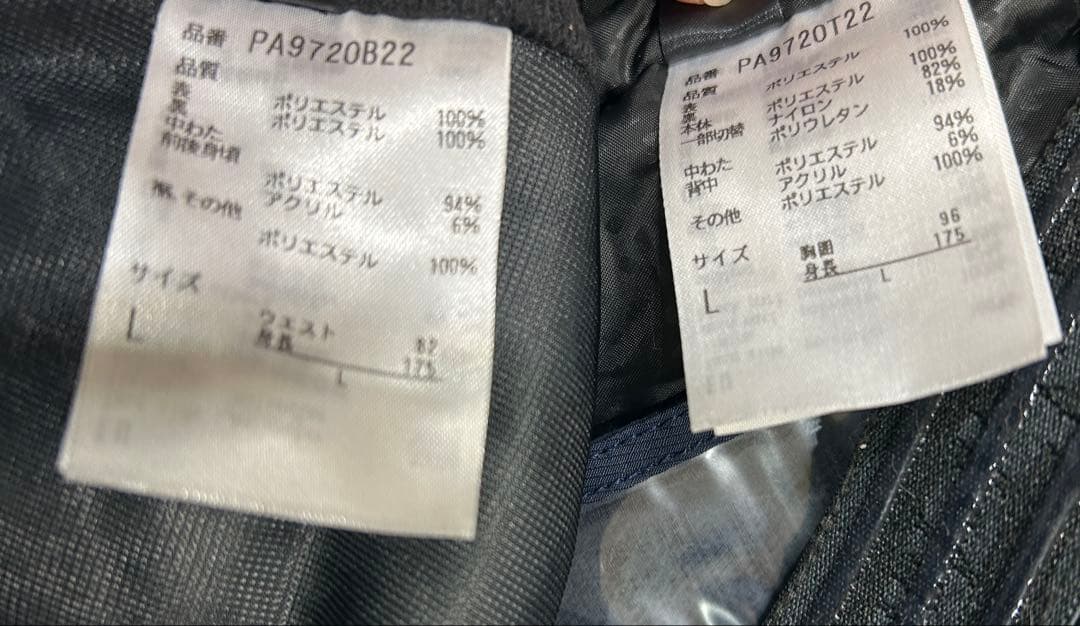 品番 PA9720B22
品質
表 ポリエステル 100%
裏 ポリエステル 100%
中わた
前後身頃 ポリエステル 94%
アクリル 6%
その他 ポリエステル 100%
サイズ
L
ウエスト 82
身長 175
L
品番 PA9720T22
品質
表 ポリエステル 100%
裏
本体 ポリエステル 100%
一部切替 ナイロン 82%
ポリウレタン 18%
中わた
背中 ポリエステル 94%
アクリル 6%
その他 ポリエステル 100%
サイズ
L
胸囲 96
身長 175
L